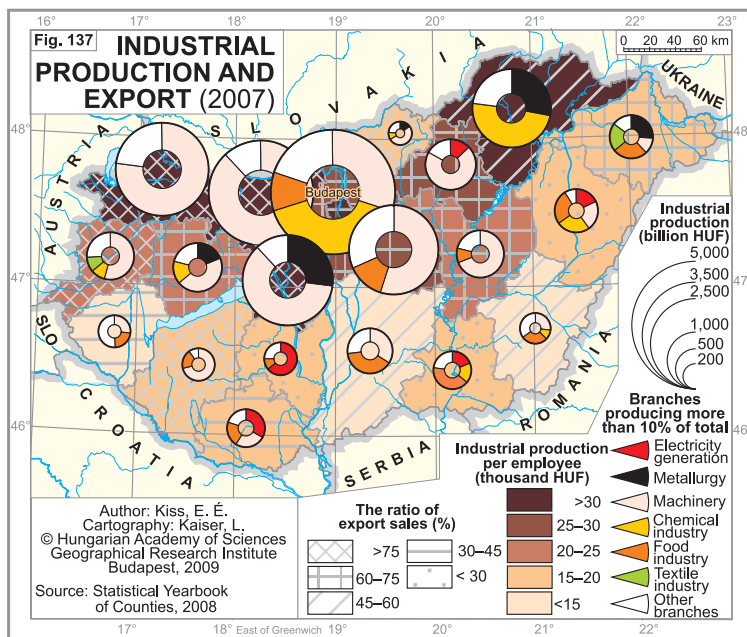 16° 17° 18° 19° 20° 21° 22° 23°
Fig. 137
INDUSTRIAL
PRODUCTION AND
EXPORT (2007)
0 20 40 60 km
SLOVAKIA
UKRAINE
AUSTRIA
48° 48°
Budapest
47° 47°
SLO
CROATIA
SERBIA
ROMANIA
46° 46°
Industrial
production
(billion HUF)
5,000
3,500
2,500
1,000
500
200
Branches
producing more
than 10% of total
Electricity
generation
Metallurgy
Machinery
Chemical
industry
Food
industry
Textile
industry
Other
branches
Industrial production
per employee
(thousand HUF)
>30
25–30
20–25
15–20
<15
The ratio of
export sales (%)
>75
60–75
45–60
30–45
< 30
Author: Kiss, E. É.
Cartography: Kaiser, L.
© Hungarian Academy of Sciences
Geographical Research Institute
Budapest, 2009
Source: Statistical Yearbook
of Counties, 2008
17° 18° East of Greenwich 19° 20° 21° 22°